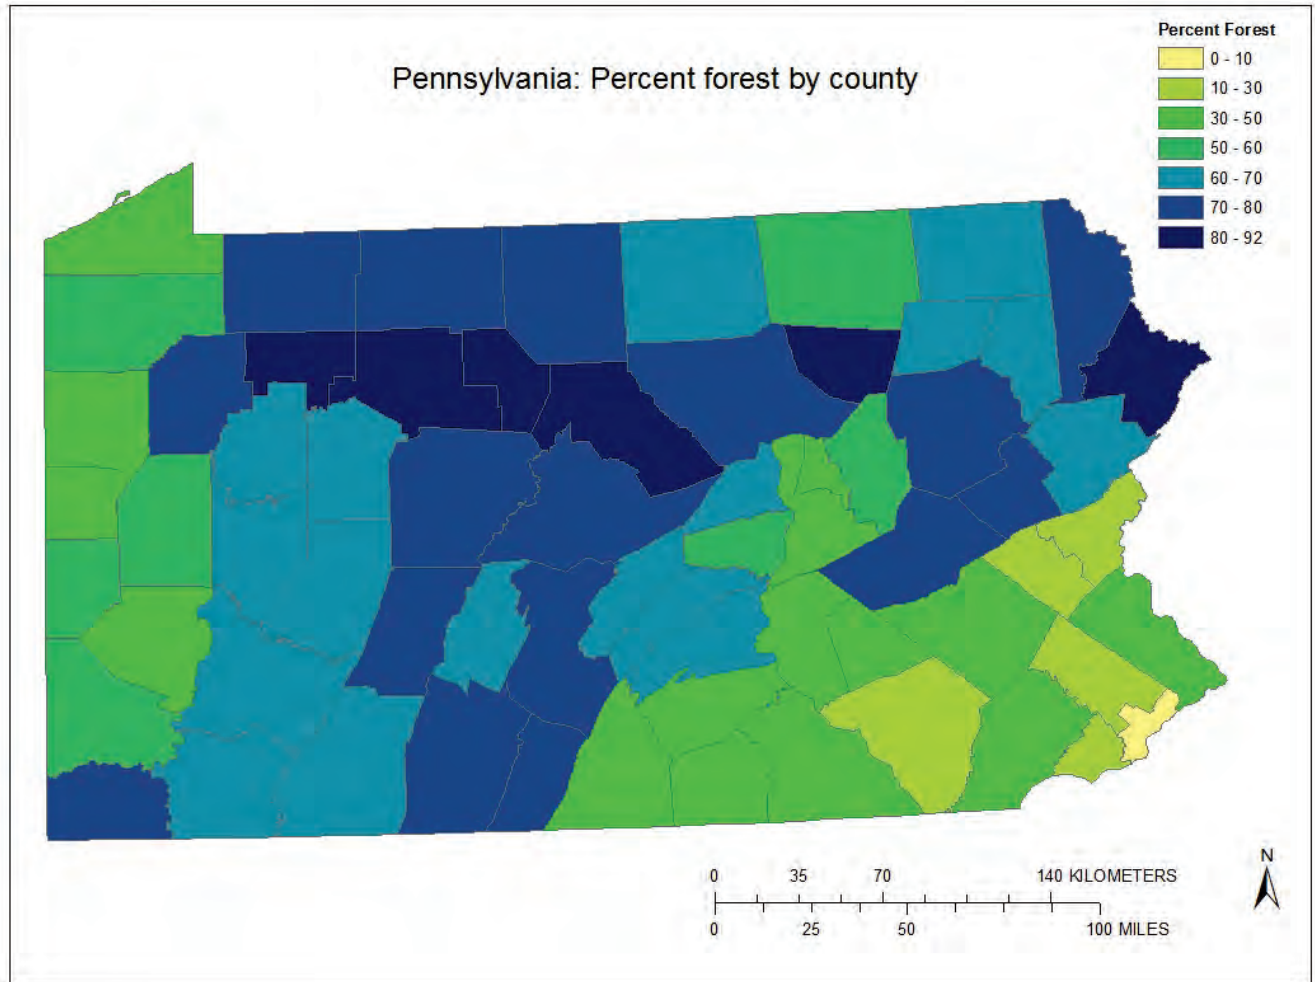 Percent Forest
0 - 10
10 - 30
30 - 50
50 - 60
60 - 70
70 - 80
80 - 92
Pennsylvania: Percent forest by county
N
0 35 70 140 KILOMETERS
0 25 50 100 MILES